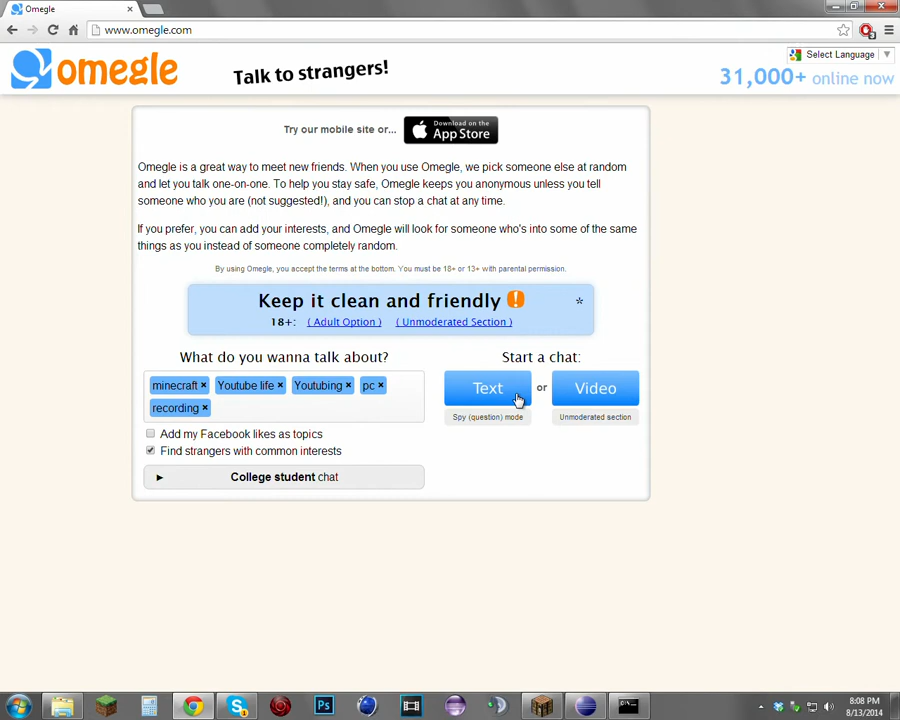 Omegle
www.omegle.com
omegle
Talk to strangers!
Select Language
31,000+ online now
Try our mobile site or...
Download on the
App Store
Omegle is a great way to meet new friends. When you use Omegle, we pick someone else at random
and let you talk one-on-one. To help you stay safe, Omegle keeps you anonymous unless you tell
someone who you are (not suggested!), and you can stop a chat at any time.
If you prefer, you can add your interests, and Omegle will look for someone who's into some of the same
things as you instead of someone completely random.
By using Omegle, you accept the terms at the bottom. You must be 18+ or 13+ with parental permission.
Keep it clean and friendly ! *
18+: ( Adult Option ) ( Unmoderated Section )
What do you wanna talk about?
Start a chat:
minecraft × Youtube life × Youtubing × pc ×
recording ×
Text or Video
Spy (question) mode
Unmoderated section
Add my Facebook likes as topics
Find strangers with common interests
College student chat
Ps
8:08 PM
8/13/2014